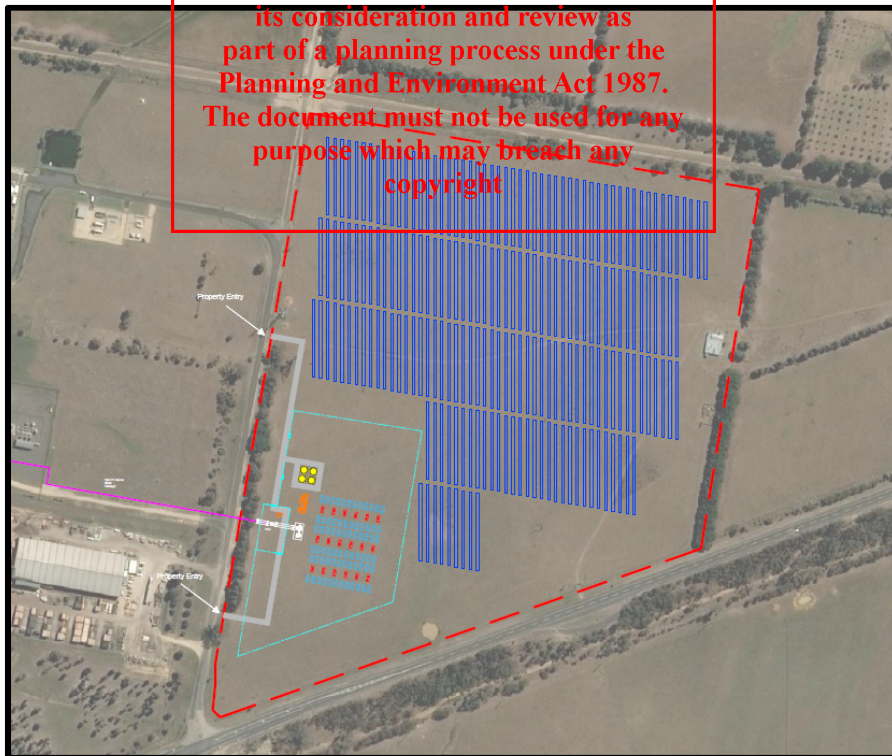 its consideration and review as
part of a planning process under the
Planning and Environment Act 1987.
The document must not be used for any
purpose which may breach any
copyright
Property Entry
Property Entry